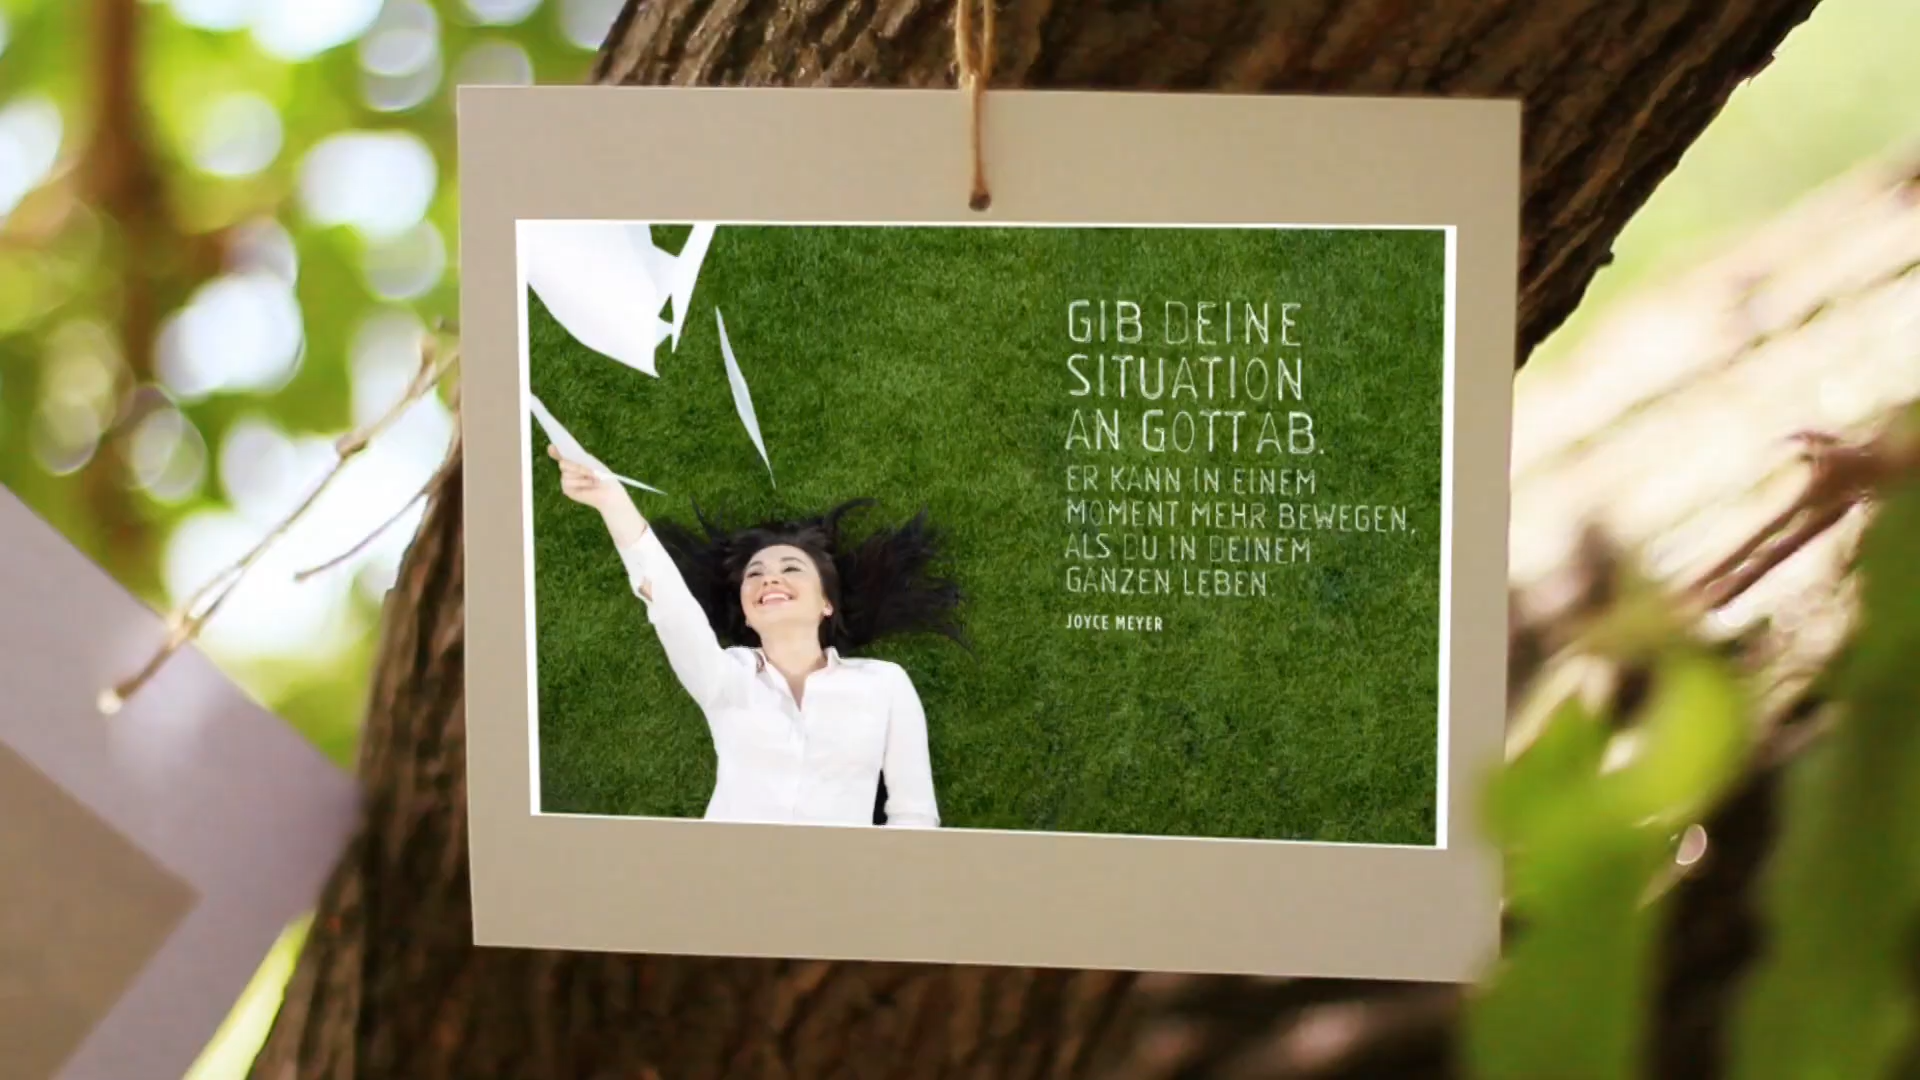 GIB DEINE
SITUATION
AN GOTT AB.
ER KANN IN EINEM
MOMENT MEHR BEWEGEN,
ALS DU IN DEINEM
GANZEN LEBEN.
JOYCE MEYER